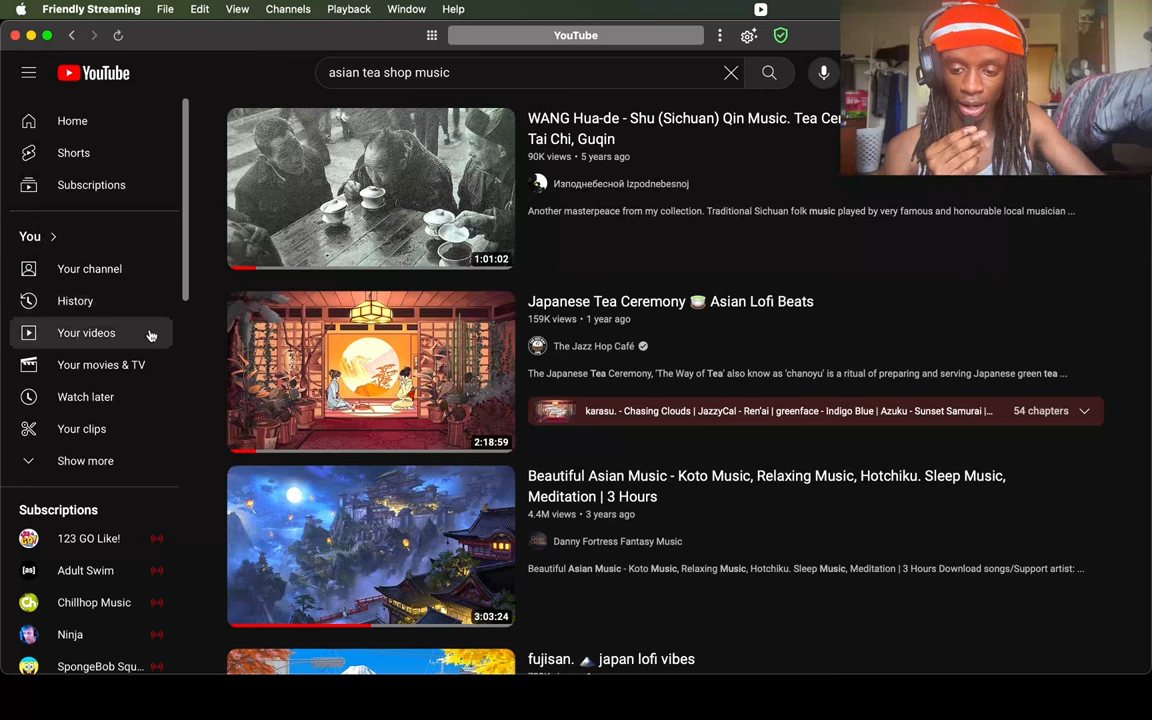 Friendly Streaming File Edit View Channels Playback Window Help
YouTube
YouTube
asian tea shop music
Home
Shorts
Subscriptions
You
Your channel
History
Your videos
Your movies & TV
Watch later
Your clips
Show more
Subscriptions
123 GO Like!
[as] Adult Swim
ch Chillhop Music
Ninja
SpongeBob Squ...
1:01:02
WANG Hua-de - Shu (Sichuan) Qin Music. Tea
Tai Chi, Guqin
90K views • 5 years ago
Изподнебесной Izpodnebesnoj
Another masterpeace from my collection. Traditional Sichuan folk music played by very famous and honourable local musician ...
2:18:59
Japanese Tea Ceremony 🍵 Asian Lofi Beats
159K views • 1 year ago
The Jazz Hop Café
The Japanese Tea Ceremony, 'The Way of Tea' also know as 'chanoyu' is a ritual of preparing and serving Japanese green tea ...
karasu. - Chasing Clouds | JazzyCal - Ren'ai | greenface - Indigo Blue | Azuku - Sunset Samurai |... 54 chapters
3:03:24
Beautiful Asian Music - Koto Music, Relaxing Music, Hotchiku. Sleep Music,
Meditation | 3 Hours
4.4M views • 3 years ago
Danny Fortress Fantasy Music
Beautiful Asian Music - Koto Music, Relaxing Music, Hotchiku. Sleep Music, Meditation | 3 Hours Download songs/Support artist: ...
fujisan. 🗻 japan lofi vibes